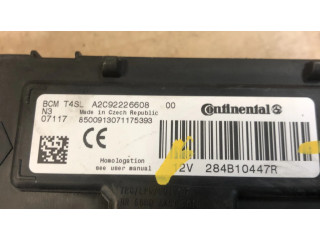 BCM T4SL A2C92226608 00
N3 Made in Czech Republic
07117 8500913071175393
Continental
CE
Homologation
see user manual
12V 284B10447R